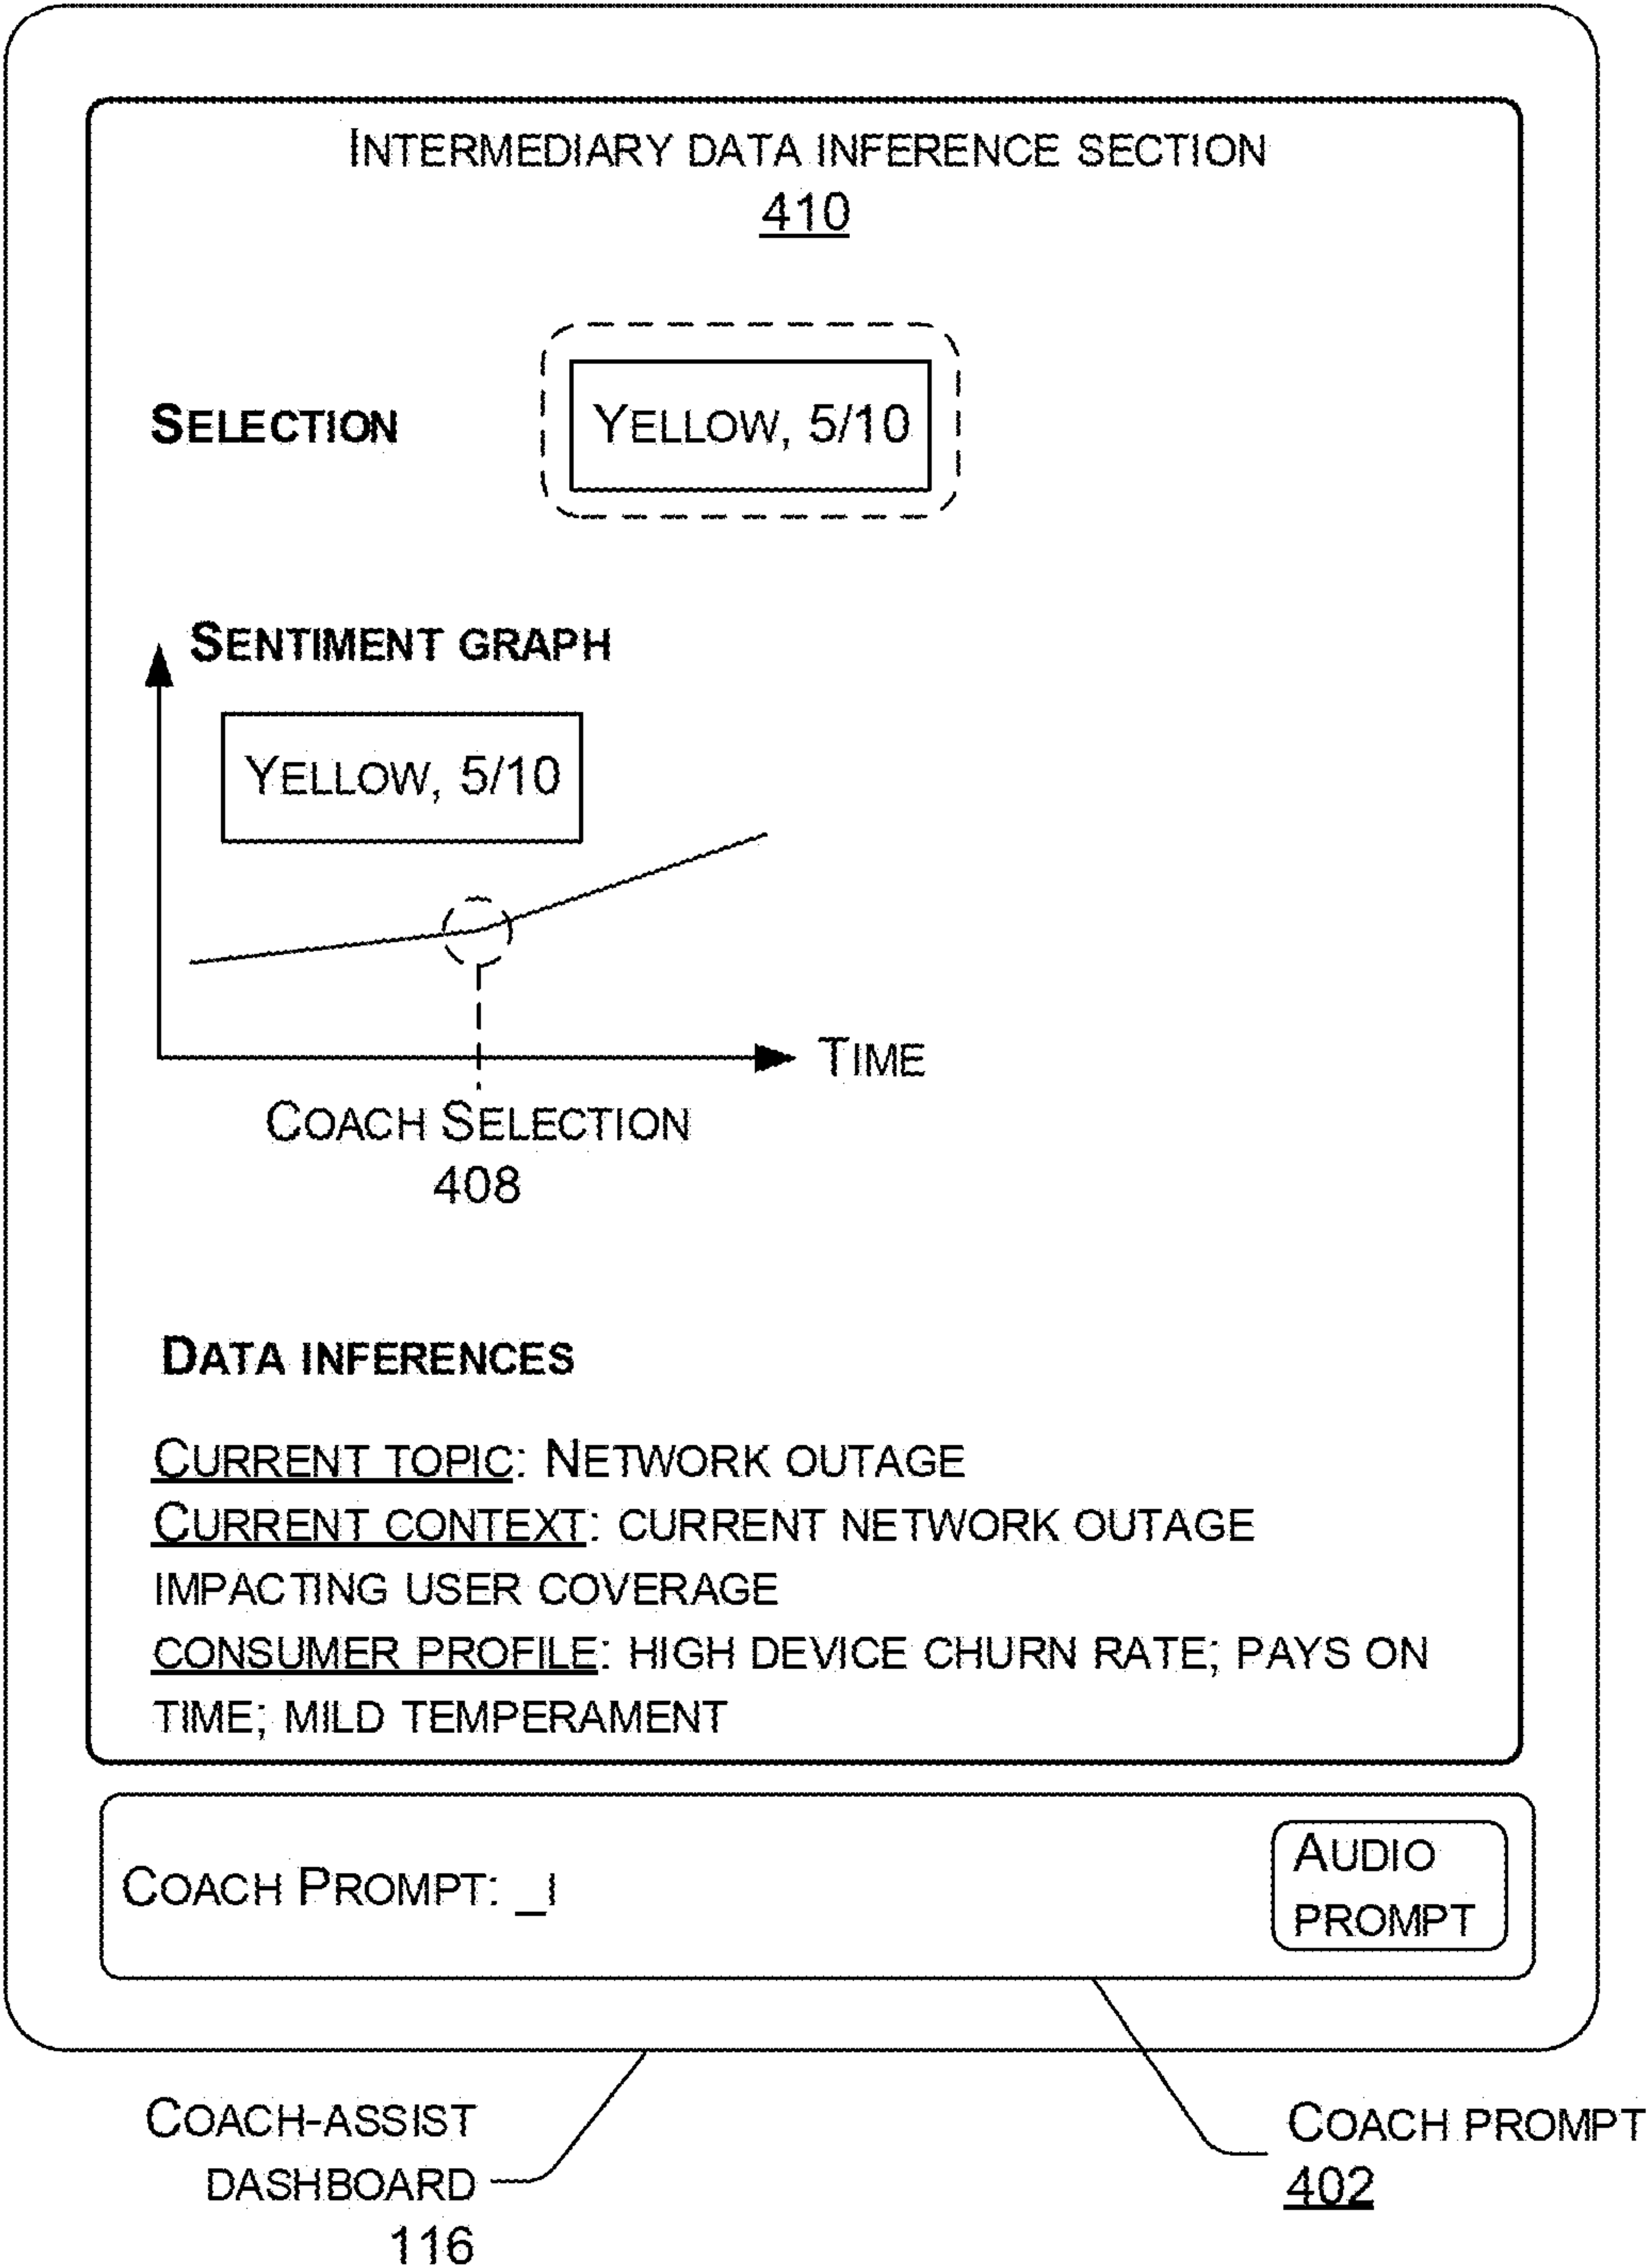 INTERMEDIARY DATA INFERENCE SECTION
410
SELECTION
YELLOW, 5/10
SENTIMENT GRAPH
YELLOW, 5/10
TIME
COACH SELECTION
408
DATA INFERENCES
CURRENT TOPIC: NETWORK OUTAGE
CURRENT CONTEXT: CURRENT NETWORK OUTAGE
IMPACTING USER COVERAGE
CONSUMER PROFILE: HIGH DEVICE CHURN RATE; PAYS ON
TIME; MILD TEMPERAMENT
COACH PROMPT: _I
AUDIO
PROMPT
COACH-ASSIST
DASHBOARD
116
COACH PROMPT
402